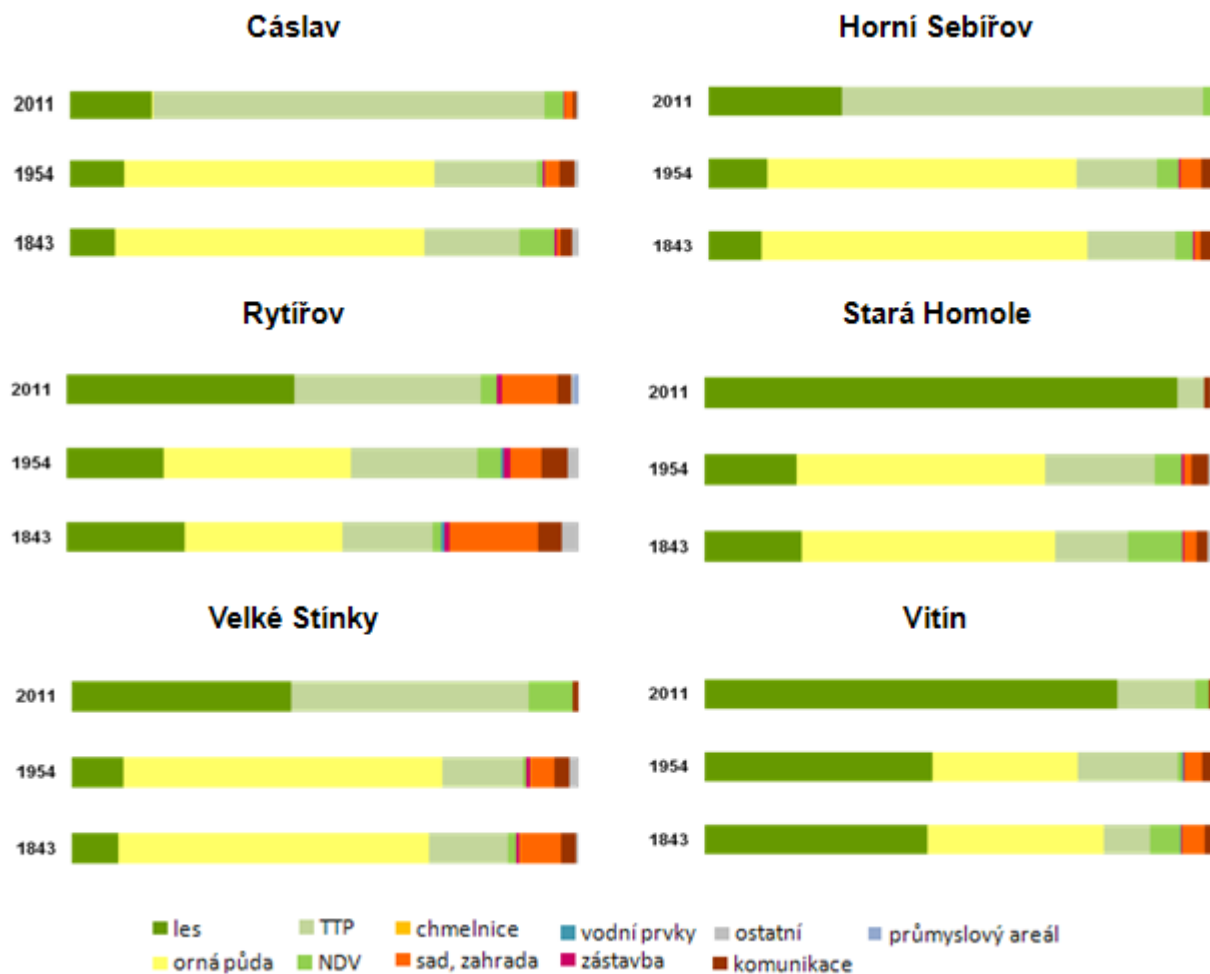 Cáslav
2011
1954
1843
Horní Sebířov
2011
1954
1843
Rytířov
2011
1954
1843
Stará Homole
2011
1954
1843
Velké Stínky
2011
1954
1843
Vitín
2011
1954
1843
les TTP chmelnice vodní prvky ostatní průmyslový areál
orná půda NDV sad, zahrada zástavba komunikace